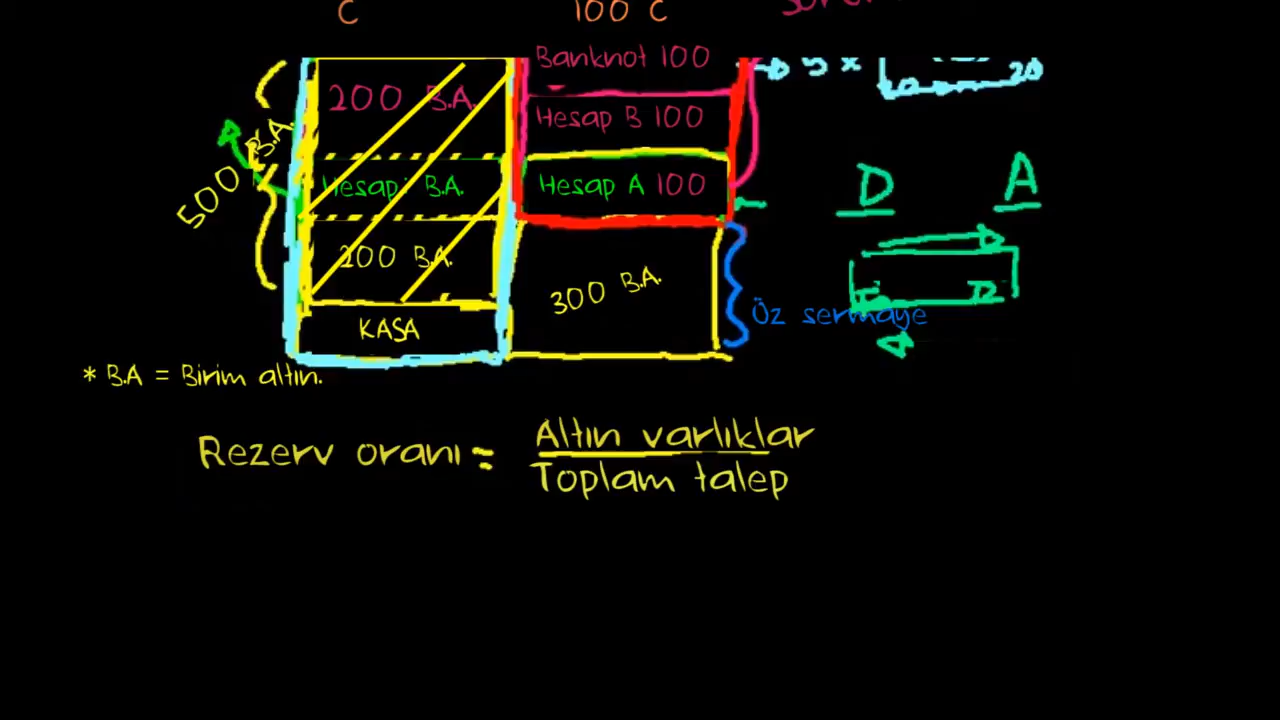 C
100 C
Banknot 100
200 B.A.
Hesap B 100
500 B.A.
Hesap B.A.
Hesap A 100
D A
200 B.A.
300 B.A.
Öz sermaye
KASA
* B.A = Birim altın.
Rezerv oranı = Altın varlıklar
Toplam talep